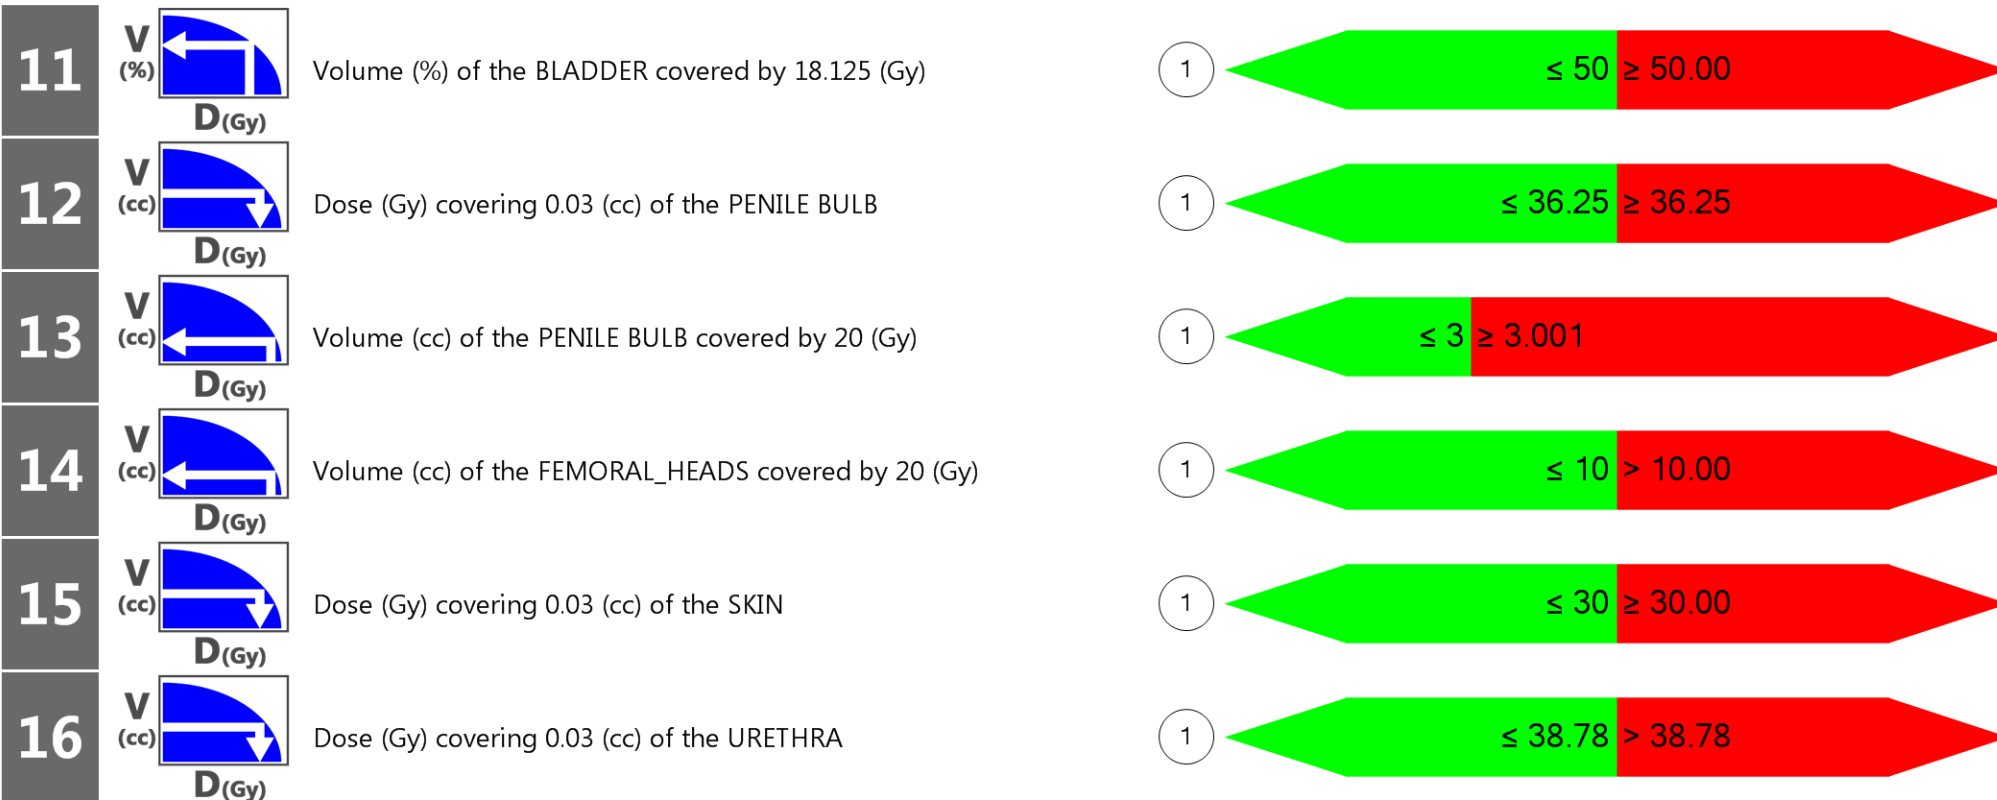 11 V (%) D(Gy) Volume (%) of the BLADDER covered by 18.125 (Gy) 1 ≤ 50 ≥ 50.00
12 V (cc) D(Gy) Dose (Gy) covering 0.03 (cc) of the PENILE BULB 1 ≤ 36.25 ≥ 36.25
13 V (cc) D(Gy) Volume (cc) of the PENILE BULB covered by 20 (Gy) 1 ≤ 3 ≥ 3.001
14 V (cc) D(Gy) Volume (cc) of the FEMORAL_HEADS covered by 20 (Gy) 1 ≤ 10 > 10.00
15 V (cc) D(Gy) Dose (Gy) covering 0.03 (cc) of the SKIN 1 ≤ 30 ≥ 30.00
16 V (cc) D(Gy) Dose (Gy) covering 0.03 (cc) of the URETHRA 1 ≤ 38.78 > 38.78